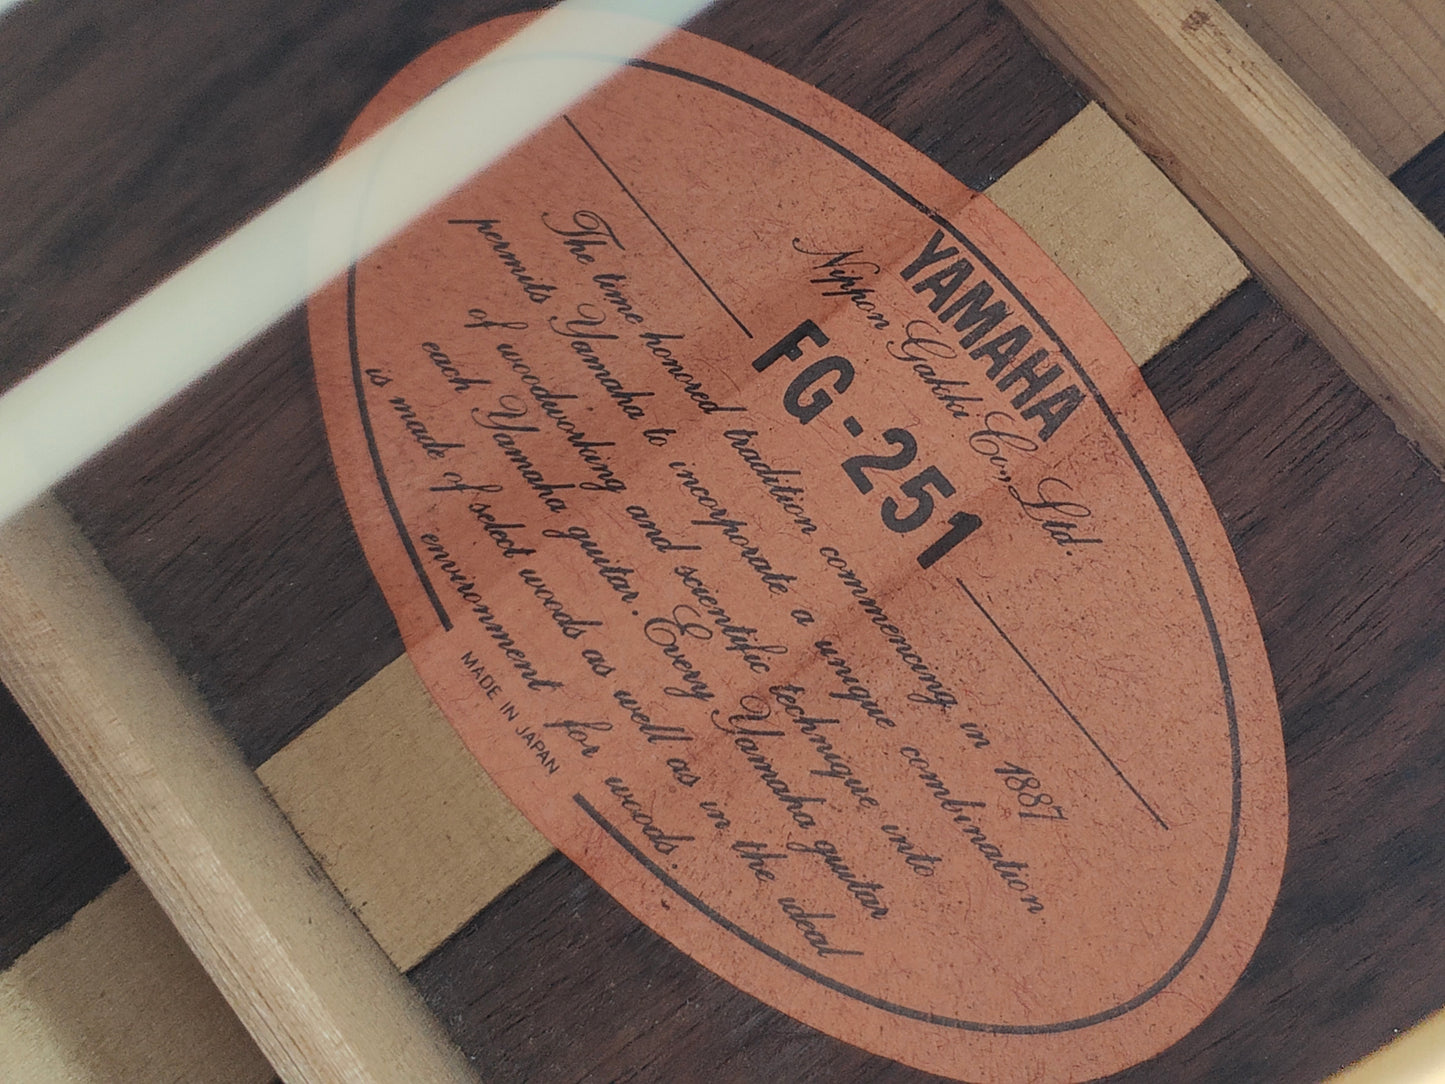 YAMAHA
Nippon Gakki Co., Ltd.
FG-251
The time honored tradition commencing in 1887
permits Yamaha to incorporate a unique combination
of woodworking and scientific technique into
each Yamaha guitar. Every Yamaha guitar
is made of select woods as well as in the ideal
environment for woods.
MADE IN JAPAN